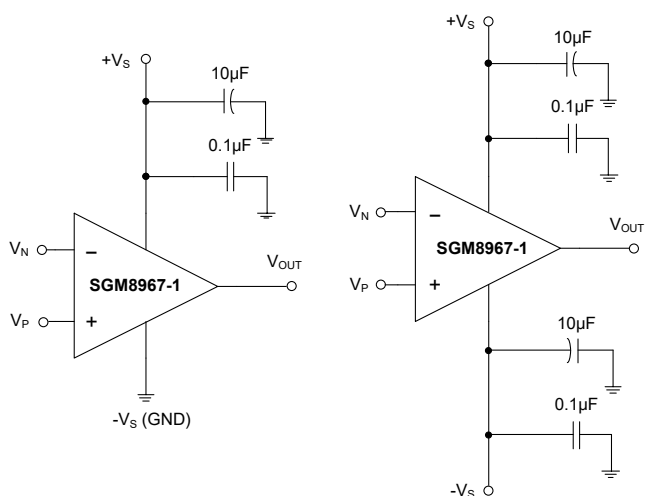 +VS
10µF
0.1µF
VN
−
SGM8967-1
VOUT
VP
+
-VS (GND)
+VS
10µF
0.1µF
VN
−
SGM8967-1
VOUT
VP
+
10µF
0.1µF
-VS